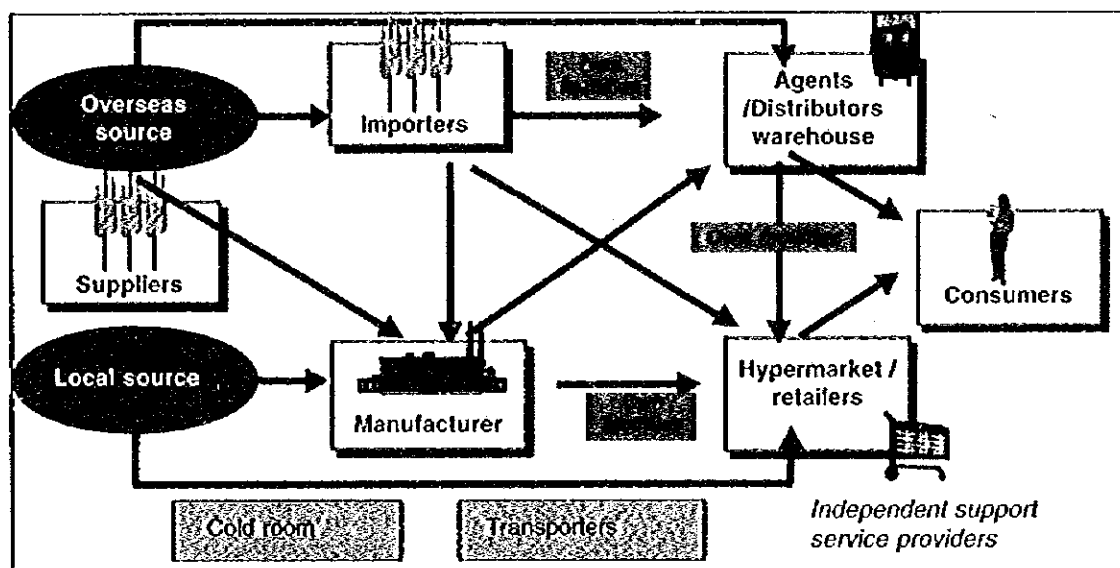 Overseas
source
Importers
Agents
/Distributors
warehouse
Suppliers
Consumers
Local source
Manufacturer
Hypermarket /
retailers
Cold room
Transporters
Independent support
service providers